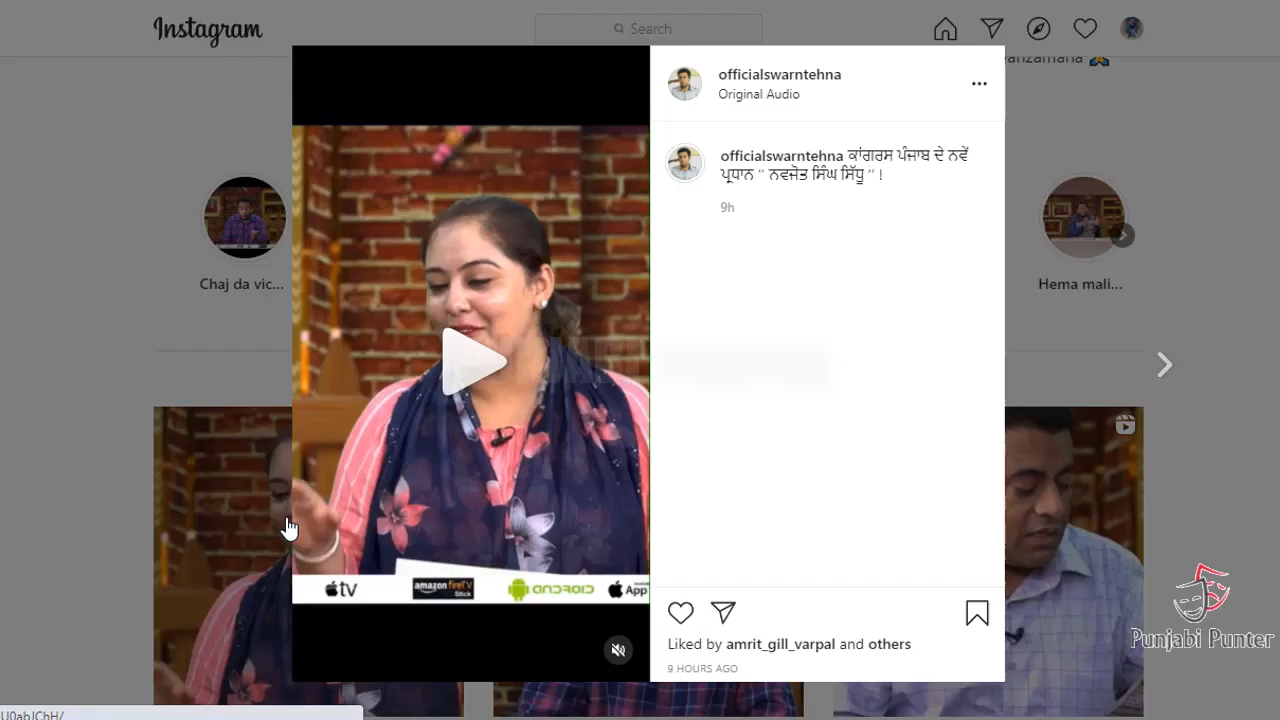 Instagram
Search
officialswarntehna
Original Audio
officialswarntehna ਕਾਂਗਰਸ ਪੰਜਾਬ ਦੇ ਨਵੇਂ
ਪ੍ਰਧਾਨ “ ਨਵਜੋਤ ਸਿੰਘ ਸਿੱਧੂ ” !
9h
Chaj da vic...
Hema mali...
tv
amazon fireTV
Stick
ANDROID
App
Liked by amrit_gill_varpal and others
9 HOURS AGO
Punjabi Punter